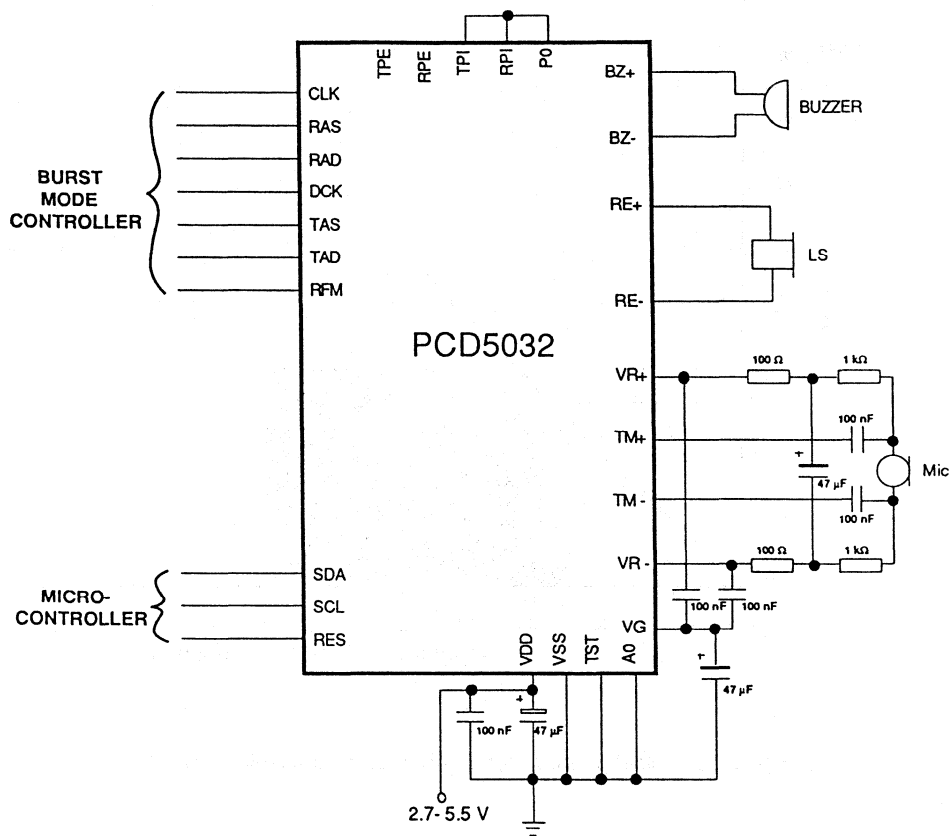 TPE
RPE
TPI
RPI
P0
CLK
RAS
RAD
DCK
TAS
TAD
RFM
BURST
MODE
CONTROLLER
BZ+
BZ-
BUZZER
RE+
RE-
LS
PCD5032
VR+
100 Ω
1 kΩ
TM+
100 nF
+
47 µF
Mic
TM -
100 nF
VR -
100 Ω
1 kΩ
100 nF
100 nF
VG
+
47 µF
SDA
SCL
RES
MICRO-
CONTROLLER
VDD
VSS
TST
A0
100 nF
+
47 µF
2.7- 5.5 V